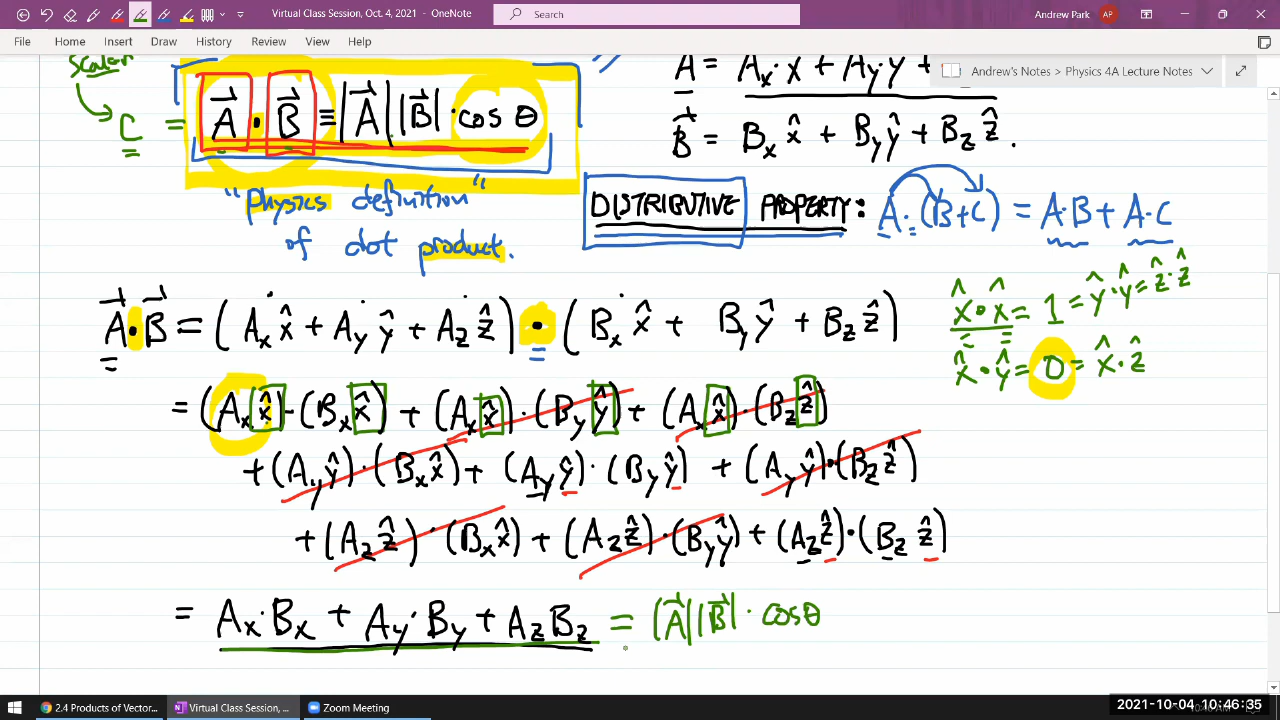 Virtual Class Session, Oct. 4, 2021 - OneNote
Search
Andrew Park
AP
File Home Insert Draw History Review View Help
Andrew's Notes > Physics 4A Lecture Notes
scalar
C = A⃗ • B⃗ ≡ |A⃗| |B⃗| · cos θ
"Physics definition"
of dot product.
A⃗ = Ax·x̂ + Ay·ŷ +
B⃗ = Bx x̂ + By ŷ + Bz ẑ.
DISTRIBUTIVE PROPERTY: A·(B+C) = A·B + A·C
x̂•x̂ = 1 = ŷ·ŷ = ẑ·ẑ
x̂•ŷ = 0 = x̂·ẑ
A⃗•B⃗ = (Ax x̂ + Ay ŷ + Az ẑ) • (Bx x̂ + By ŷ + Bz ẑ)
= (Ax x̂)·(Bx x̂) + (Ax x̂)·(By ŷ) + (Ax x̂)·(Bz ẑ)
+ (Ay ŷ)·(Bx x̂) + (Ay ŷ)·(By ŷ) + (Ay ŷ)·(Bz ẑ)
+ (Az ẑ)·(Bx x̂) + (Az ẑ)·(By ŷ) + (Az ẑ)·(Bz ẑ)
= Ax·Bx + Ay·By + Az Bz = |A⃗| |B⃗| · cos θ
2.4 Products of Vector...
Virtual Class Session, ...
Zoom Meeting
2021-10-04 10:46:35